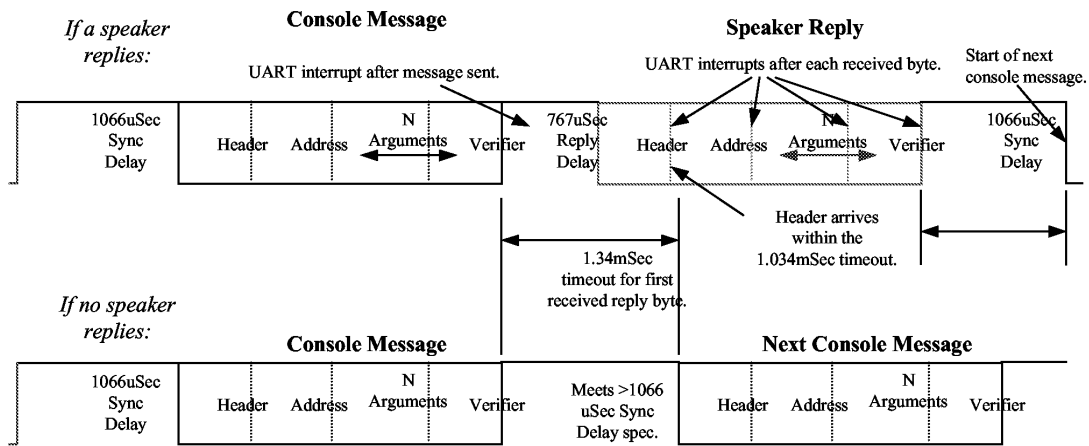 If a speaker
replies:
Console Message
Speaker Reply
UART interrupt after message sent.
UART interrupts after each received byte.
Start of next
console message.
1066uSec
Sync
Delay
Header
Address
N
Arguments
Verifier
767uSec
Reply
Delay
Header
Address
N
Arguments
Verifier
1066uSec
Sync
Delay
Header arrives
within the
1.034mSec timeout.
1.34mSec
timeout for first
received reply byte.
If no speaker
replies:
Console Message
Next Console Message
1066uSec
Sync
Delay
Header
Address
N
Arguments
Verifier
Meets >1066
uSec Sync
Delay spec.
Header
Address
N
Arguments
Verifier